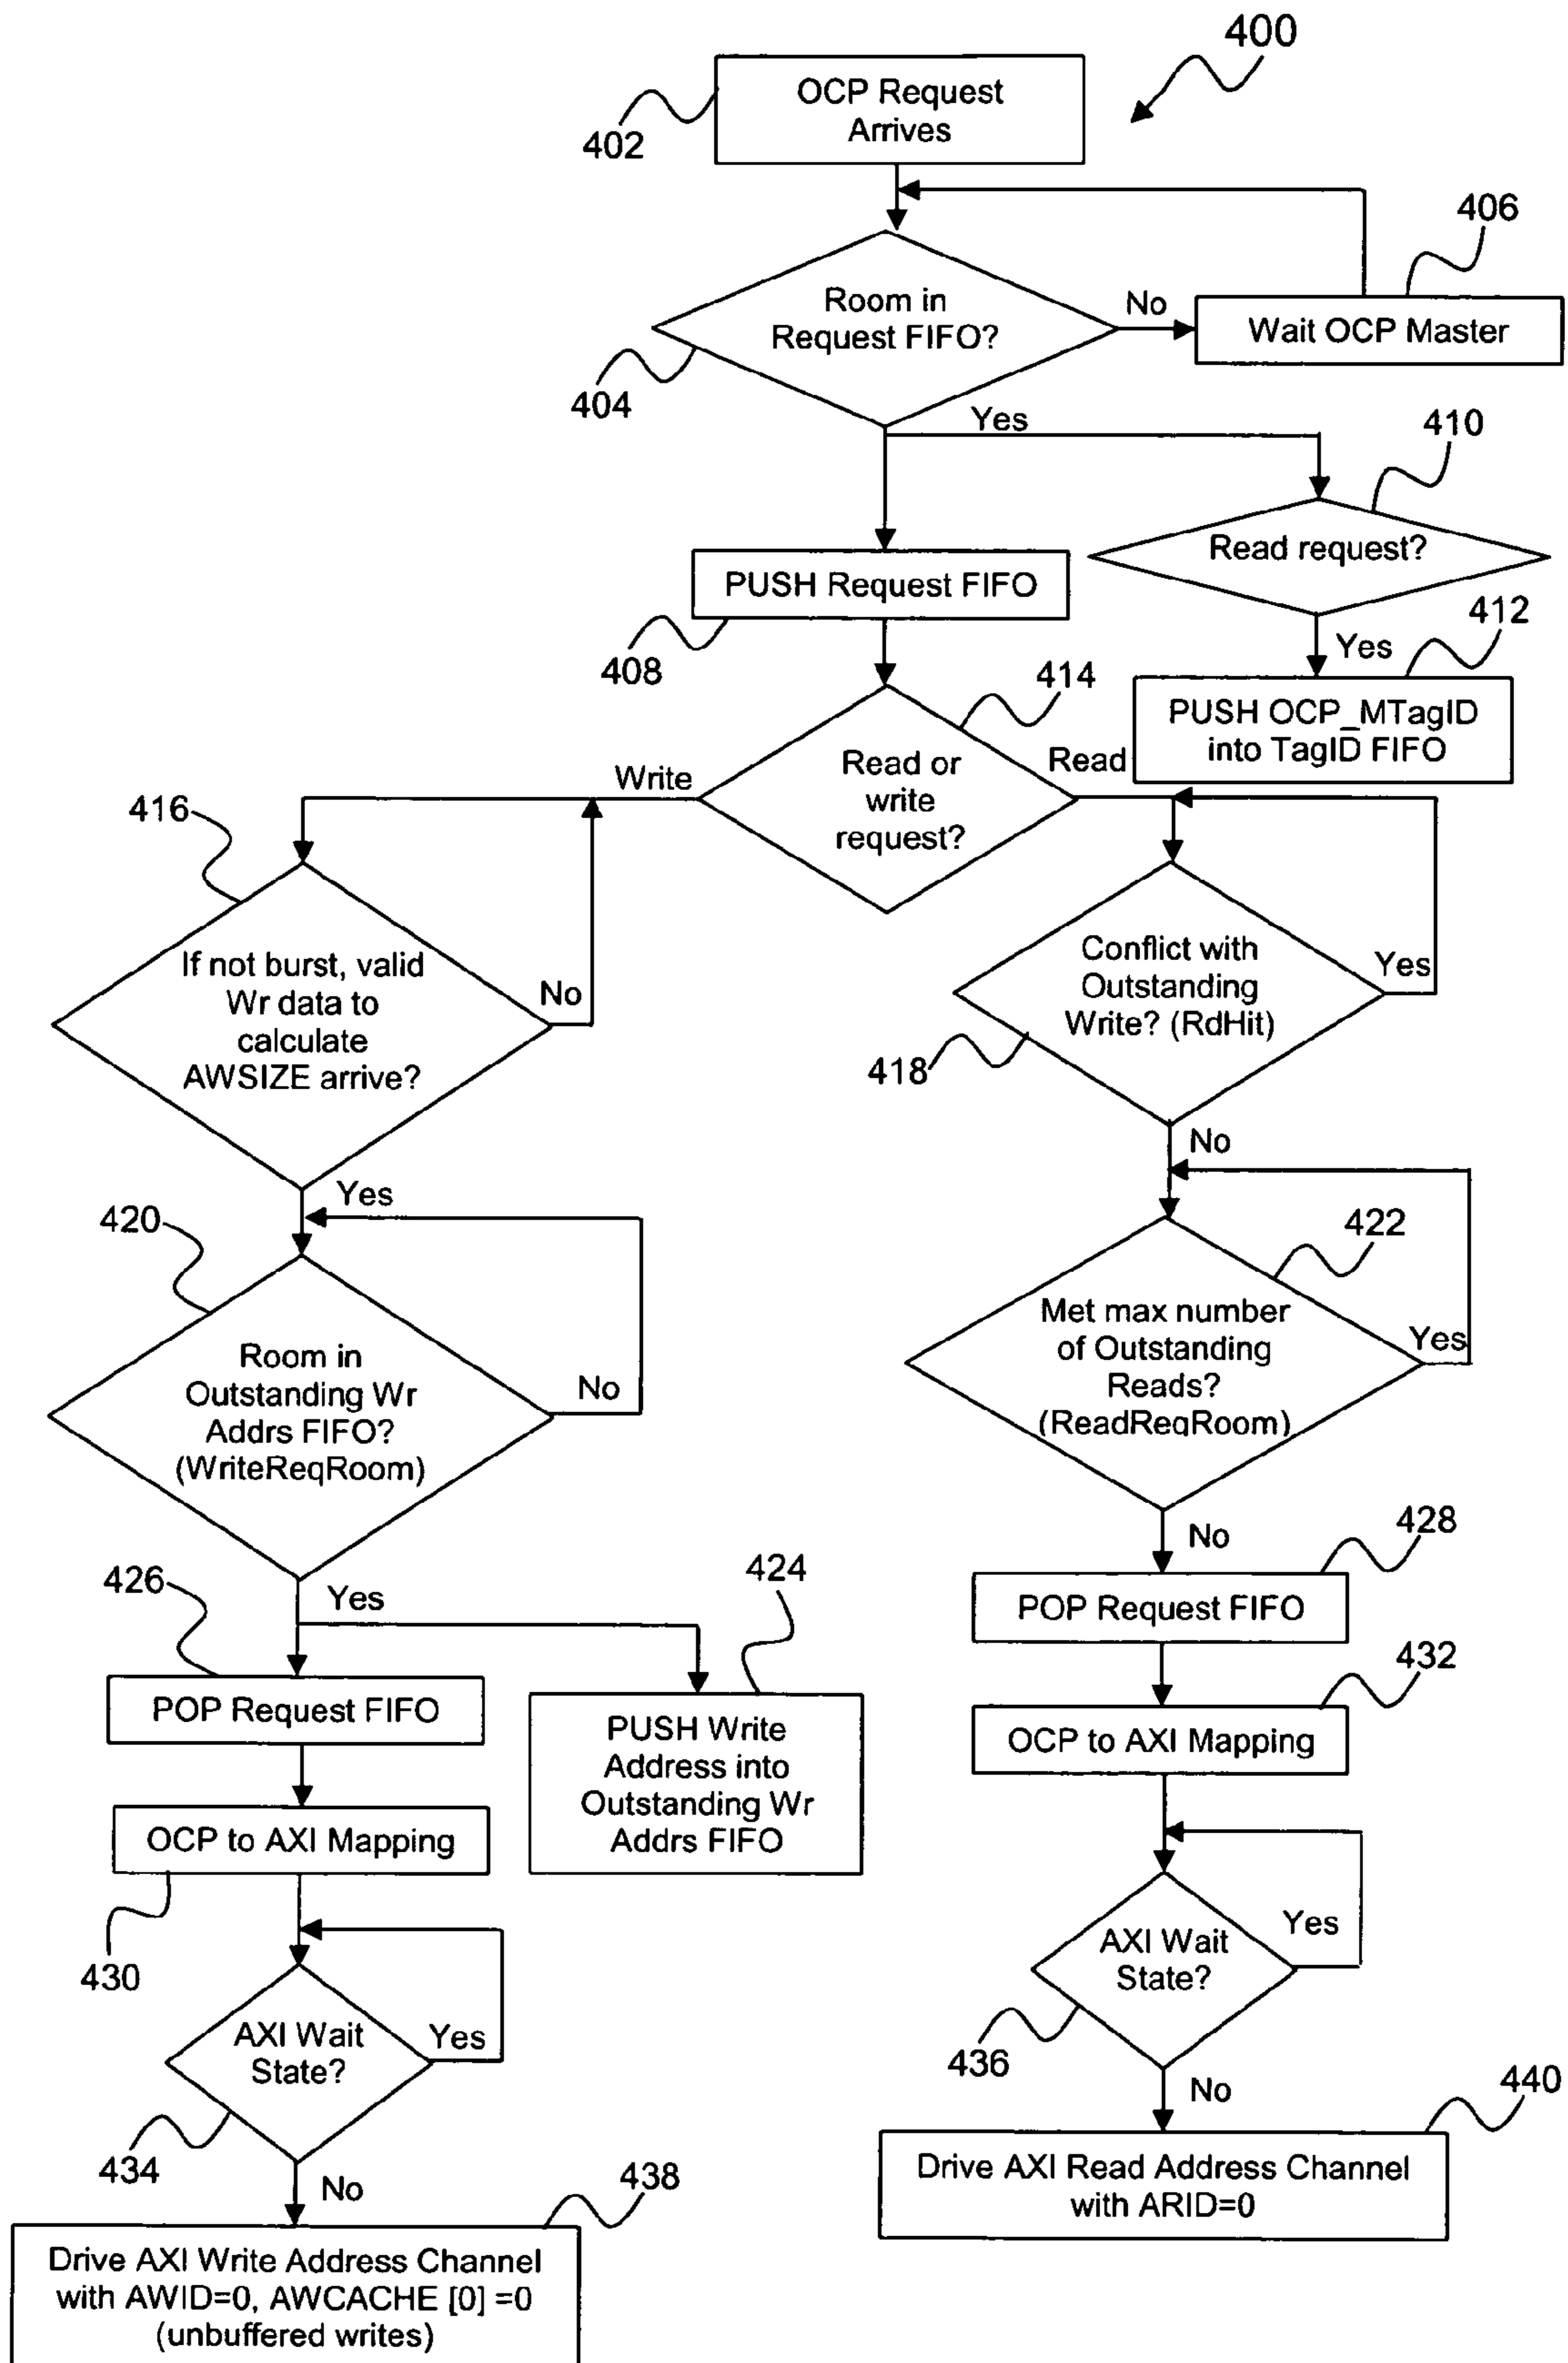 400
OCP Request
Arrives
402
406
Room in
Request FIFO?
No
Wait OCP Master
404
Yes
410
Read request?
PUSH Request FIFO
408
412
Yes
PUSH OCP_MTagID
into TagID FIFO
414
Read or
write
request?
Write
Read
416
If not burst, valid
Wr data to
calculate
AWSIZE arrive?
No
Conflict with
Outstanding
Write? (RdHit)
Yes
418
No
Yes
420
Room in
Outstanding Wr
Addrs FIFO?
(WriteReqRoom)
No
422
Met max number
of Outstanding
Reads?
(ReadReqRoom)
Yes
No
428
POP Request FIFO
426
Yes
424
POP Request FIFO
PUSH Write
Address into
Outstanding Wr
Addrs FIFO
432
OCP to AXI Mapping
OCP to AXI Mapping
430
AXI Wait
State?
Yes
434
No
AXI Wait
State?
Yes
436
No
440
Drive AXI Read Address Channel
with ARID=0
438
Drive AXI Write Address Channel
with AWID=0, AWCACHE [0] =0
(unbuffered writes)